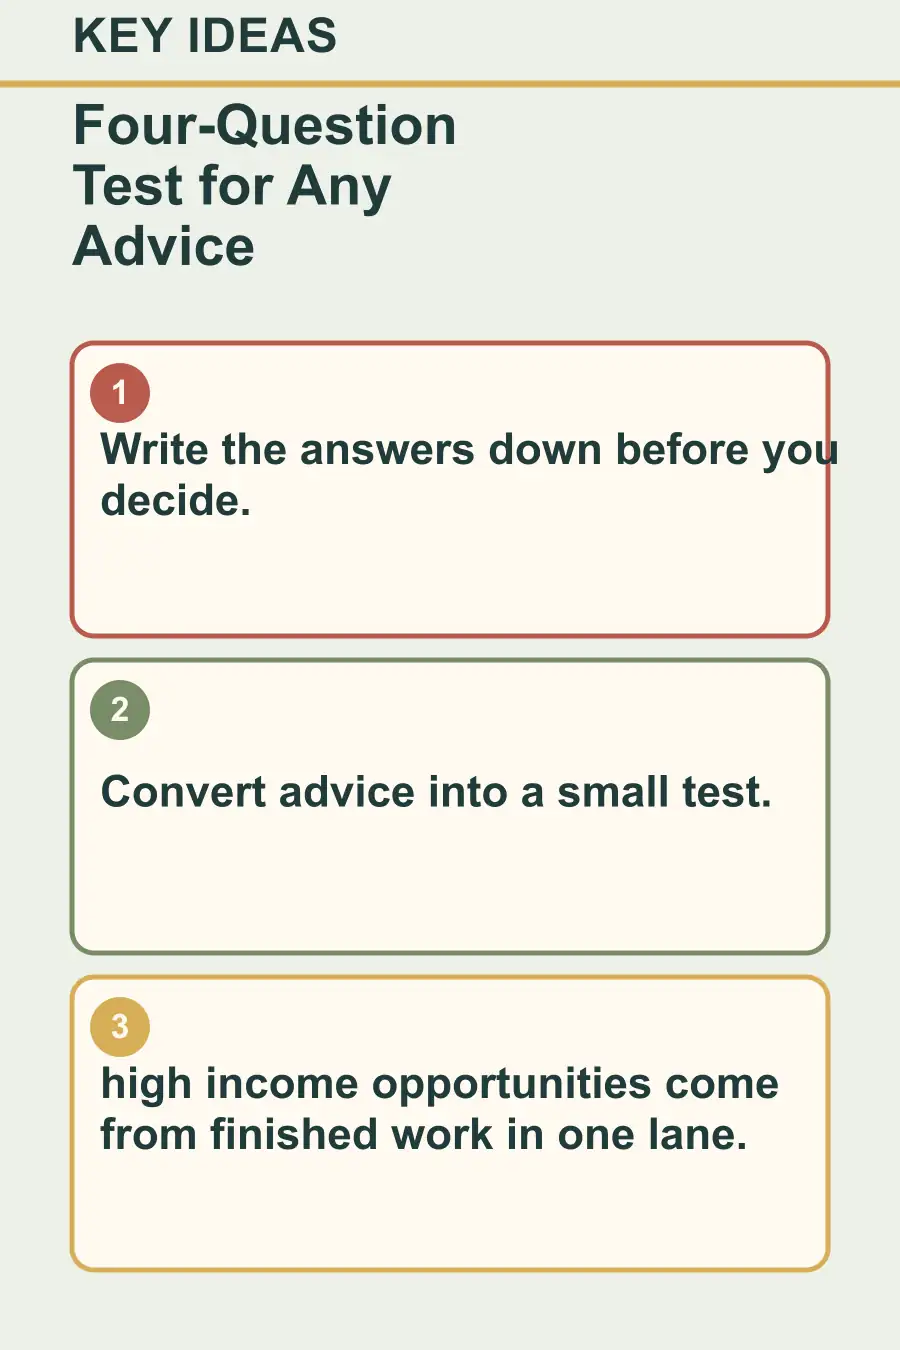 KEY IDEAS
Four-Question
Test for Any
Advice
1
Write the answers down before you
decide.
2
Convert advice into a small test.
3
high income opportunities come
from finished work in one lane.